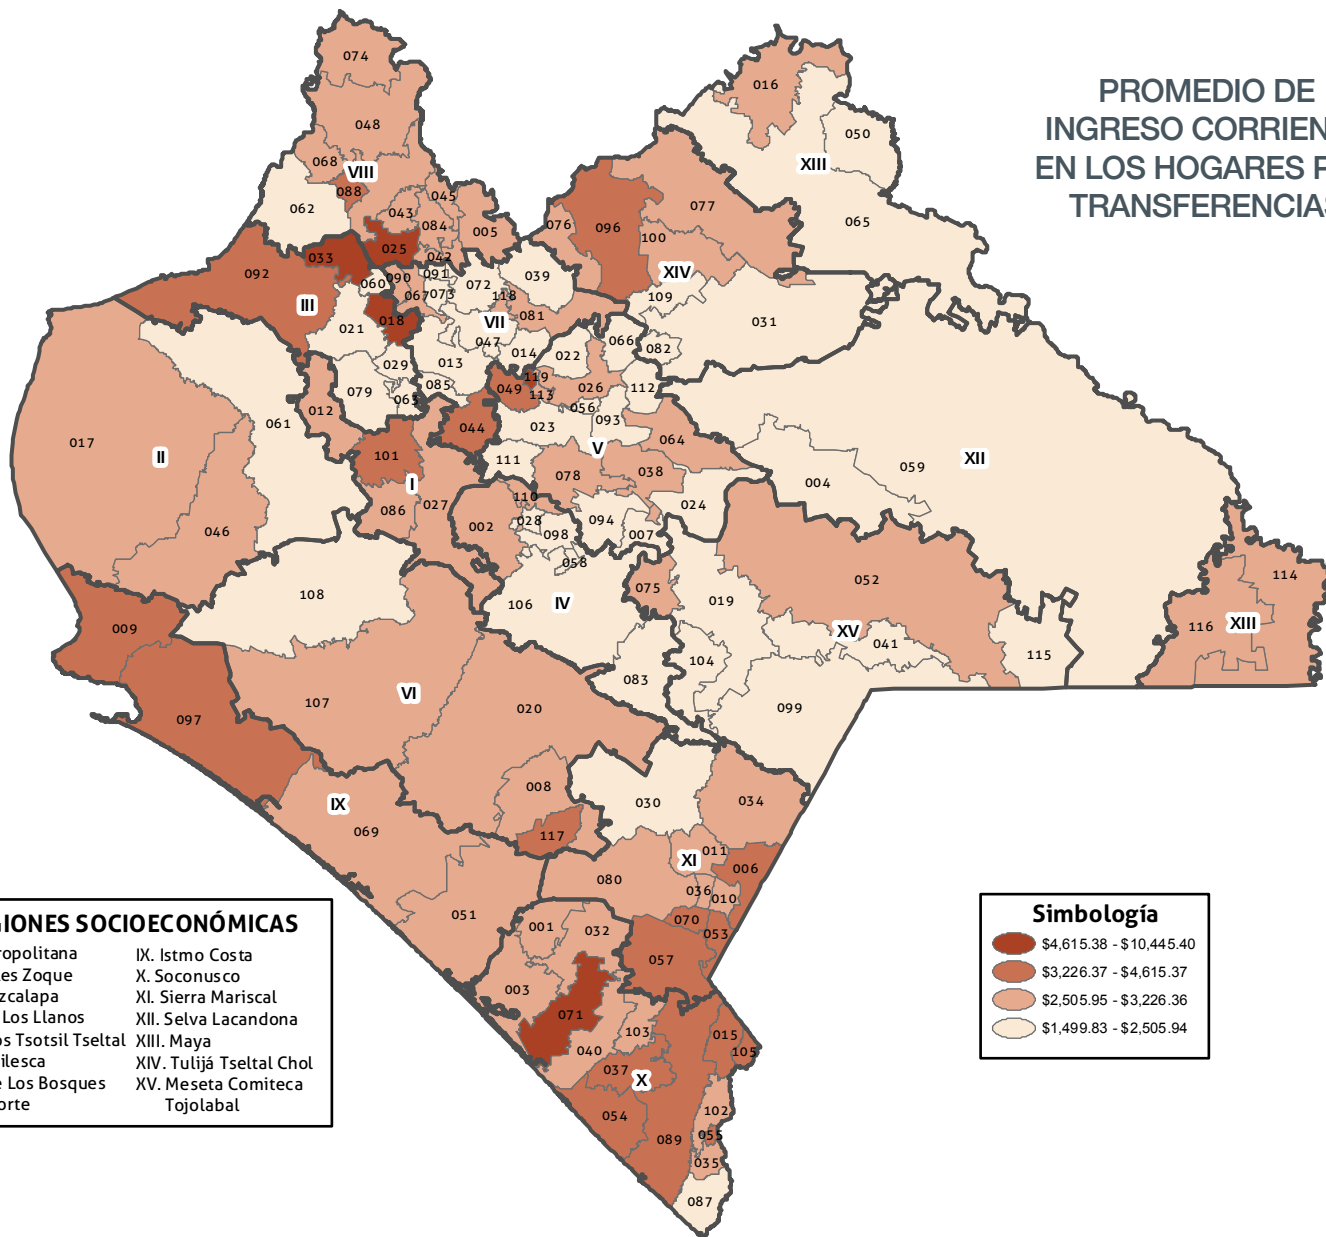 PROMEDIO DE
INGRESO CORRIEN
EN LOS HOGARES P
TRANSFERENCIAS
074
016
048
050
068
VIII
XIII
088
045
062
043
077
084
076
065
005
096
100
025
042
033
092
XIV
090
091
039
060
072
067
073
118
109
III
018
VII
081
031
021
047
066
082
014
022
013
029
119
085
049
026
112
079
063
113
056
012
061
093
044
023
064
017
V
II
101
111
XII
059
038
078
004
I
110
086
027
024
002
028
094
046
098
007
058
052
114
075
108
106
IV
019
116
XIII
009
XV
041
115
104
083
107
VI
099
097
020
008
030
034
IX
069
117
011
XI
006
080
036
010
051
070
053
001
032
057
003
071
103
015
040
105
037
X
102
054
055
089
035
087
GIONES SOCIOECONÓMICAS
ropolitana
es Zoque
zcalapa
Los Llanos
os Tsotsil Tseltal
ilesca
e Los Bosques
orte
IX. Istmo Costa
X. Soconusco
XI. Sierra Mariscal
XII. Selva Lacandona
XIII. Maya
XIV. Tulijá Tseltal Chol
XV. Meseta Comiteca
Tojolabal
Simbología
$4,615.38 - $10,445.40
$3,226.37 - $4,615.37
$2,505.95 - $3,226.36
$1,499.83 - $2,505.94